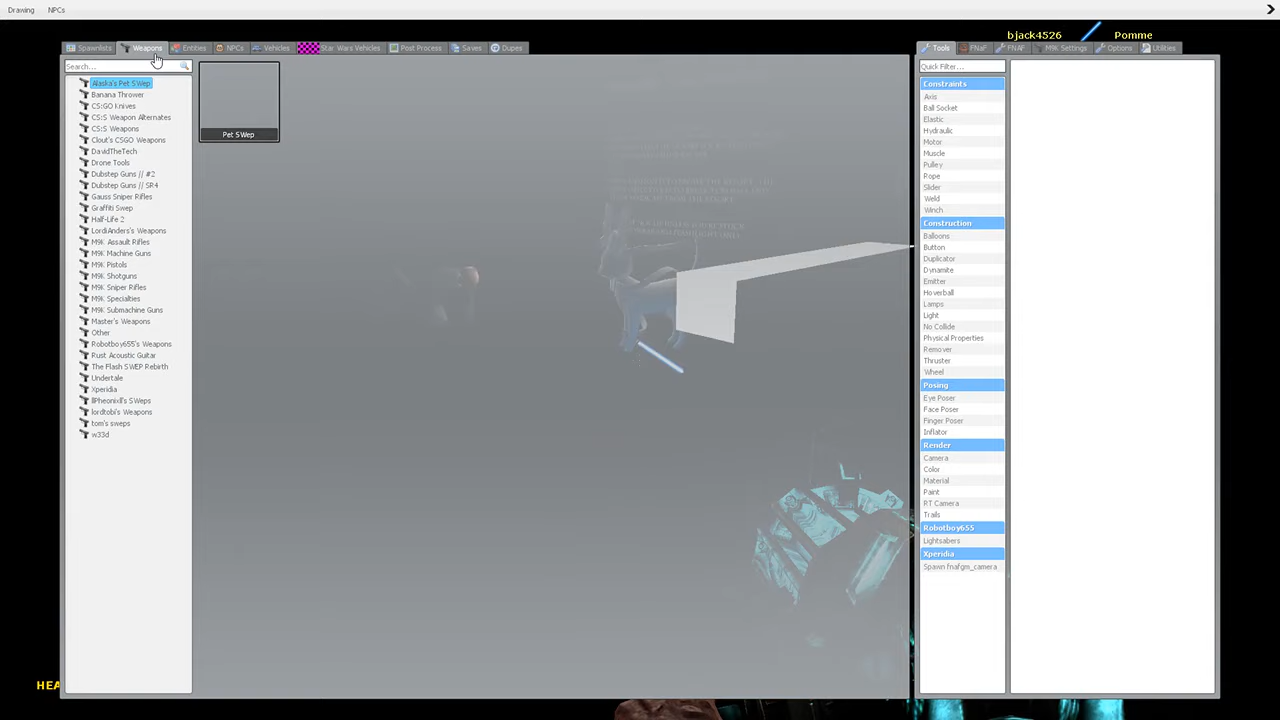 Drawing NPCs
bjack4526 Pomme
Spawnlists Weapons Entities NPCs Vehicles Star Wars Vehicles Post Process Saves Dupes
Tools FNaF FNAF M9K Settings Options Utilities
Search...
Alaska's Pet SWep
Banana Thrower
CS:GO Knives
CS:S Weapon Alternates
CS:S Weapons
Clout's CSGO Weapons
DavidTheTech
Drone Tools
Dubstep Guns // #2
Dubstep Guns // SR4
Gauss Sniper Rifles
Graffiti Swep
Half-Life 2
LordiAnders's Weapons
M9K Assault Rifles
M9K Machine Guns
M9K Pistols
M9K Shotguns
M9K Sniper Rifles
M9K Specialties
M9K Submachine Guns
Master's Weapons
Other
Robotboy655's Weapons
Rust Acoustic Guitar
The Flash SWEP Rebirth
Undertale
Xperidia
llPheonixll's SWeps
lordtobi's Weapons
tom's sweps
w33d
Pet SWep
Quick Filter...
Constraints
Axis
Ball Socket
Elastic
Hydraulic
Motor
Muscle
Pulley
Rope
Slider
Weld
Winch
Construction
Balloons
Button
Duplicator
Dynamite
Emitter
Hoverball
Lamps
Light
No Collide
Physical Properties
Remover
Thruster
Wheel
Posing
Eye Poser
Face Poser
Finger Poser
Inflator
Render
Camera
Color
Material
Paint
RT Camera
Trails
Robotboy655
Lightsabers
Xperidia
Spawn fnafgm_camera
HEA